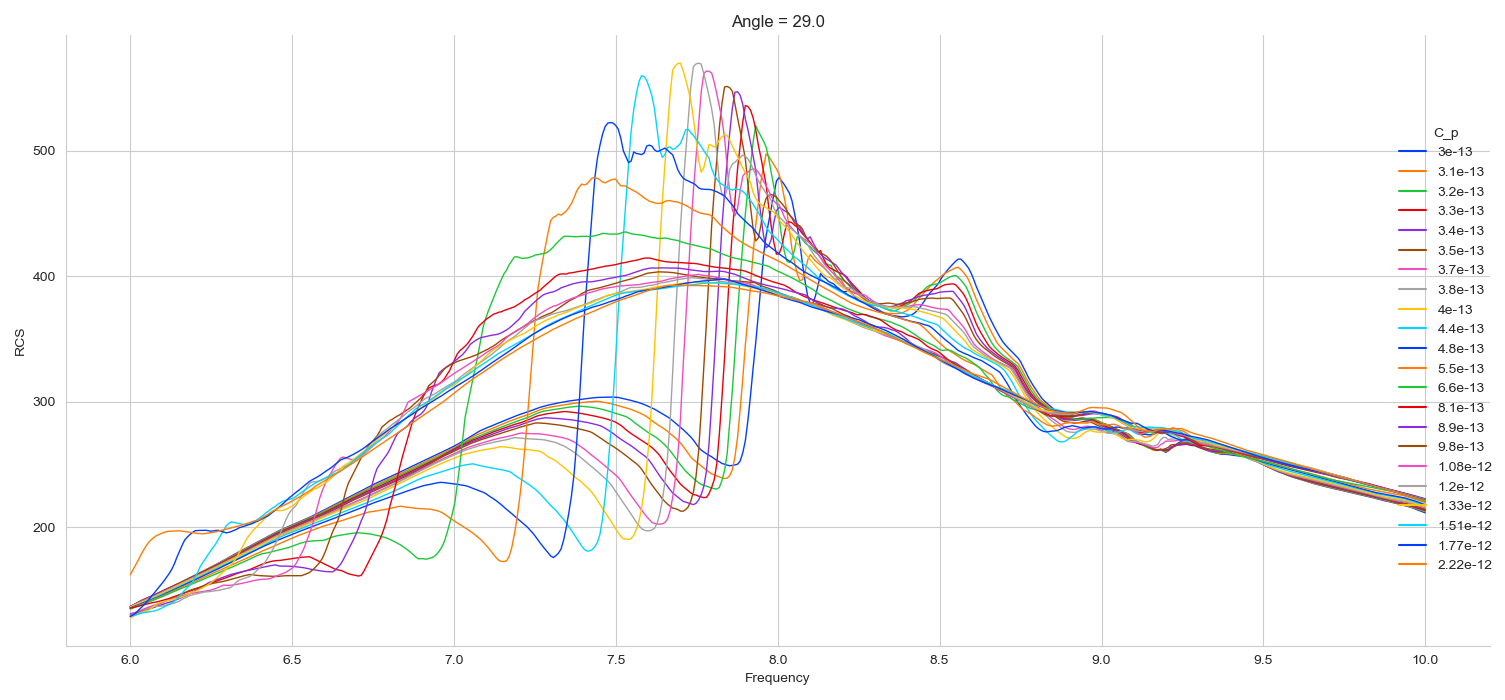 Angle = 29.0
C_p
3e-13
3.1e-13
3.2e-13
3.3e-13
3.4e-13
3.5e-13
3.7e-13
3.8e-13
4e-13
4.4e-13
4.8e-13
5.5e-13
6.6e-13
8.1e-13
8.9e-13
9.8e-13
1.08e-12
1.2e-12
1.33e-12
1.51e-12
1.77e-12
2.22e-12
RCS
500
400
300
200
6.0 6.5 7.0 7.5 8.0 8.5 9.0 9.5 10.0
Frequency